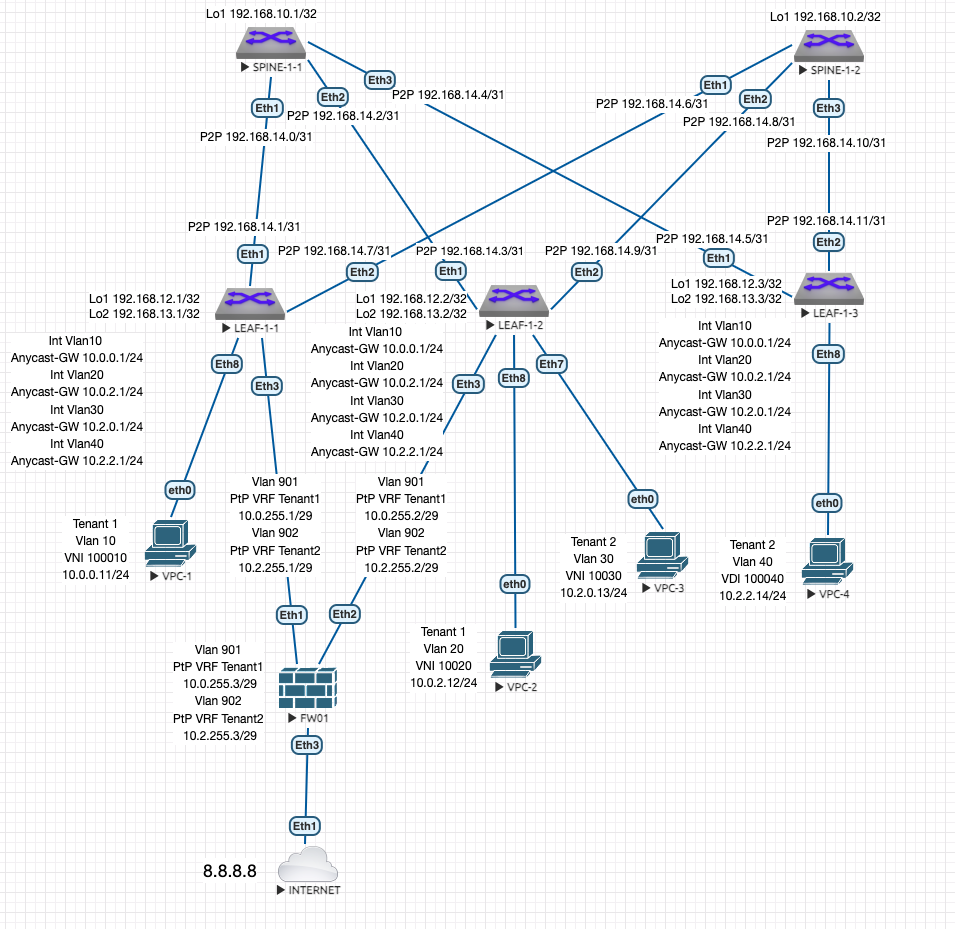 Lo1 192.168.10.1/32
SPINE-1-1
Lo1 192.168.10.2/32
SPINE-1-2
Eth1
Eth2
Eth3
P2P 192.168.14.0/31
P2P 192.168.14.2/31
P2P 192.168.14.4/31
Eth1
Eth2
Eth3
P2P 192.168.14.6/31
P2P 192.168.14.8/31
P2P 192.168.14.10/31
P2P 192.168.14.1/31
Eth1
P2P 192.168.14.7/31
Eth2
P2P 192.168.14.3/31
Eth1
P2P 192.168.14.9/31
Eth2
P2P 192.168.14.5/31
Eth1
P2P 192.168.14.11/31
Eth2
Lo1 192.168.12.1/32
Lo2 192.168.13.1/32
LEAF-1-1
Lo1 192.168.12.2/32
Lo2 192.168.13.2/32
LEAF-1-2
Lo1 192.168.12.3/32
Lo2 192.168.13.3/32
LEAF-1-3
Int Vlan10
Anycast-GW 10.0.0.1/24
Int Vlan20
Anycast-GW 10.0.2.1/24
Int Vlan30
Anycast-GW 10.2.0.1/24
Int Vlan40
Anycast-GW 10.2.2.1/24
Eth8
Eth3
Int Vlan10
Anycast-GW 10.0.0.1/24
Int Vlan20
Anycast-GW 10.0.2.1/24
Int Vlan30
Anycast-GW 10.2.0.1/24
Int Vlan40
Anycast-GW 10.2.2.1/24
Eth3
Eth8
Eth7
Int Vlan10
Anycast-GW 10.0.0.1/24
Int Vlan20
Anycast-GW 10.0.2.1/24
Int Vlan30
Anycast-GW 10.2.0.1/24
Int Vlan40
Anycast-GW 10.2.2.1/24
Eth8
eth0
Tenant 1
Vlan 10
VNI 100010
10.0.0.11/24
VPC-1
Vlan 901
PtP VRF Tenant1
10.0.255.1/29
Vlan 902
PtP VRF Tenant2
10.2.255.1/29
Vlan 901
PtP VRF Tenant1
10.0.255.2/29
Vlan 902
PtP VRF Tenant2
10.2.255.2/29
eth0
Tenant 2
Vlan 30
VNI 10030
10.2.0.13/24
VPC-3
eth0
Tenant 2
Vlan 40
VDI 100040
10.2.2.14/24
VPC-4
eth0
Tenant 1
Vlan 20
VNI 10020
10.0.2.12/24
VPC-2
Eth1
Eth2
Vlan 901
PtP VRF Tenant1
10.0.255.3/29
Vlan 902
PtP VRF Tenant2
10.2.255.3/29
FW01
Eth3
Eth1
8.8.8.8
INTERNET